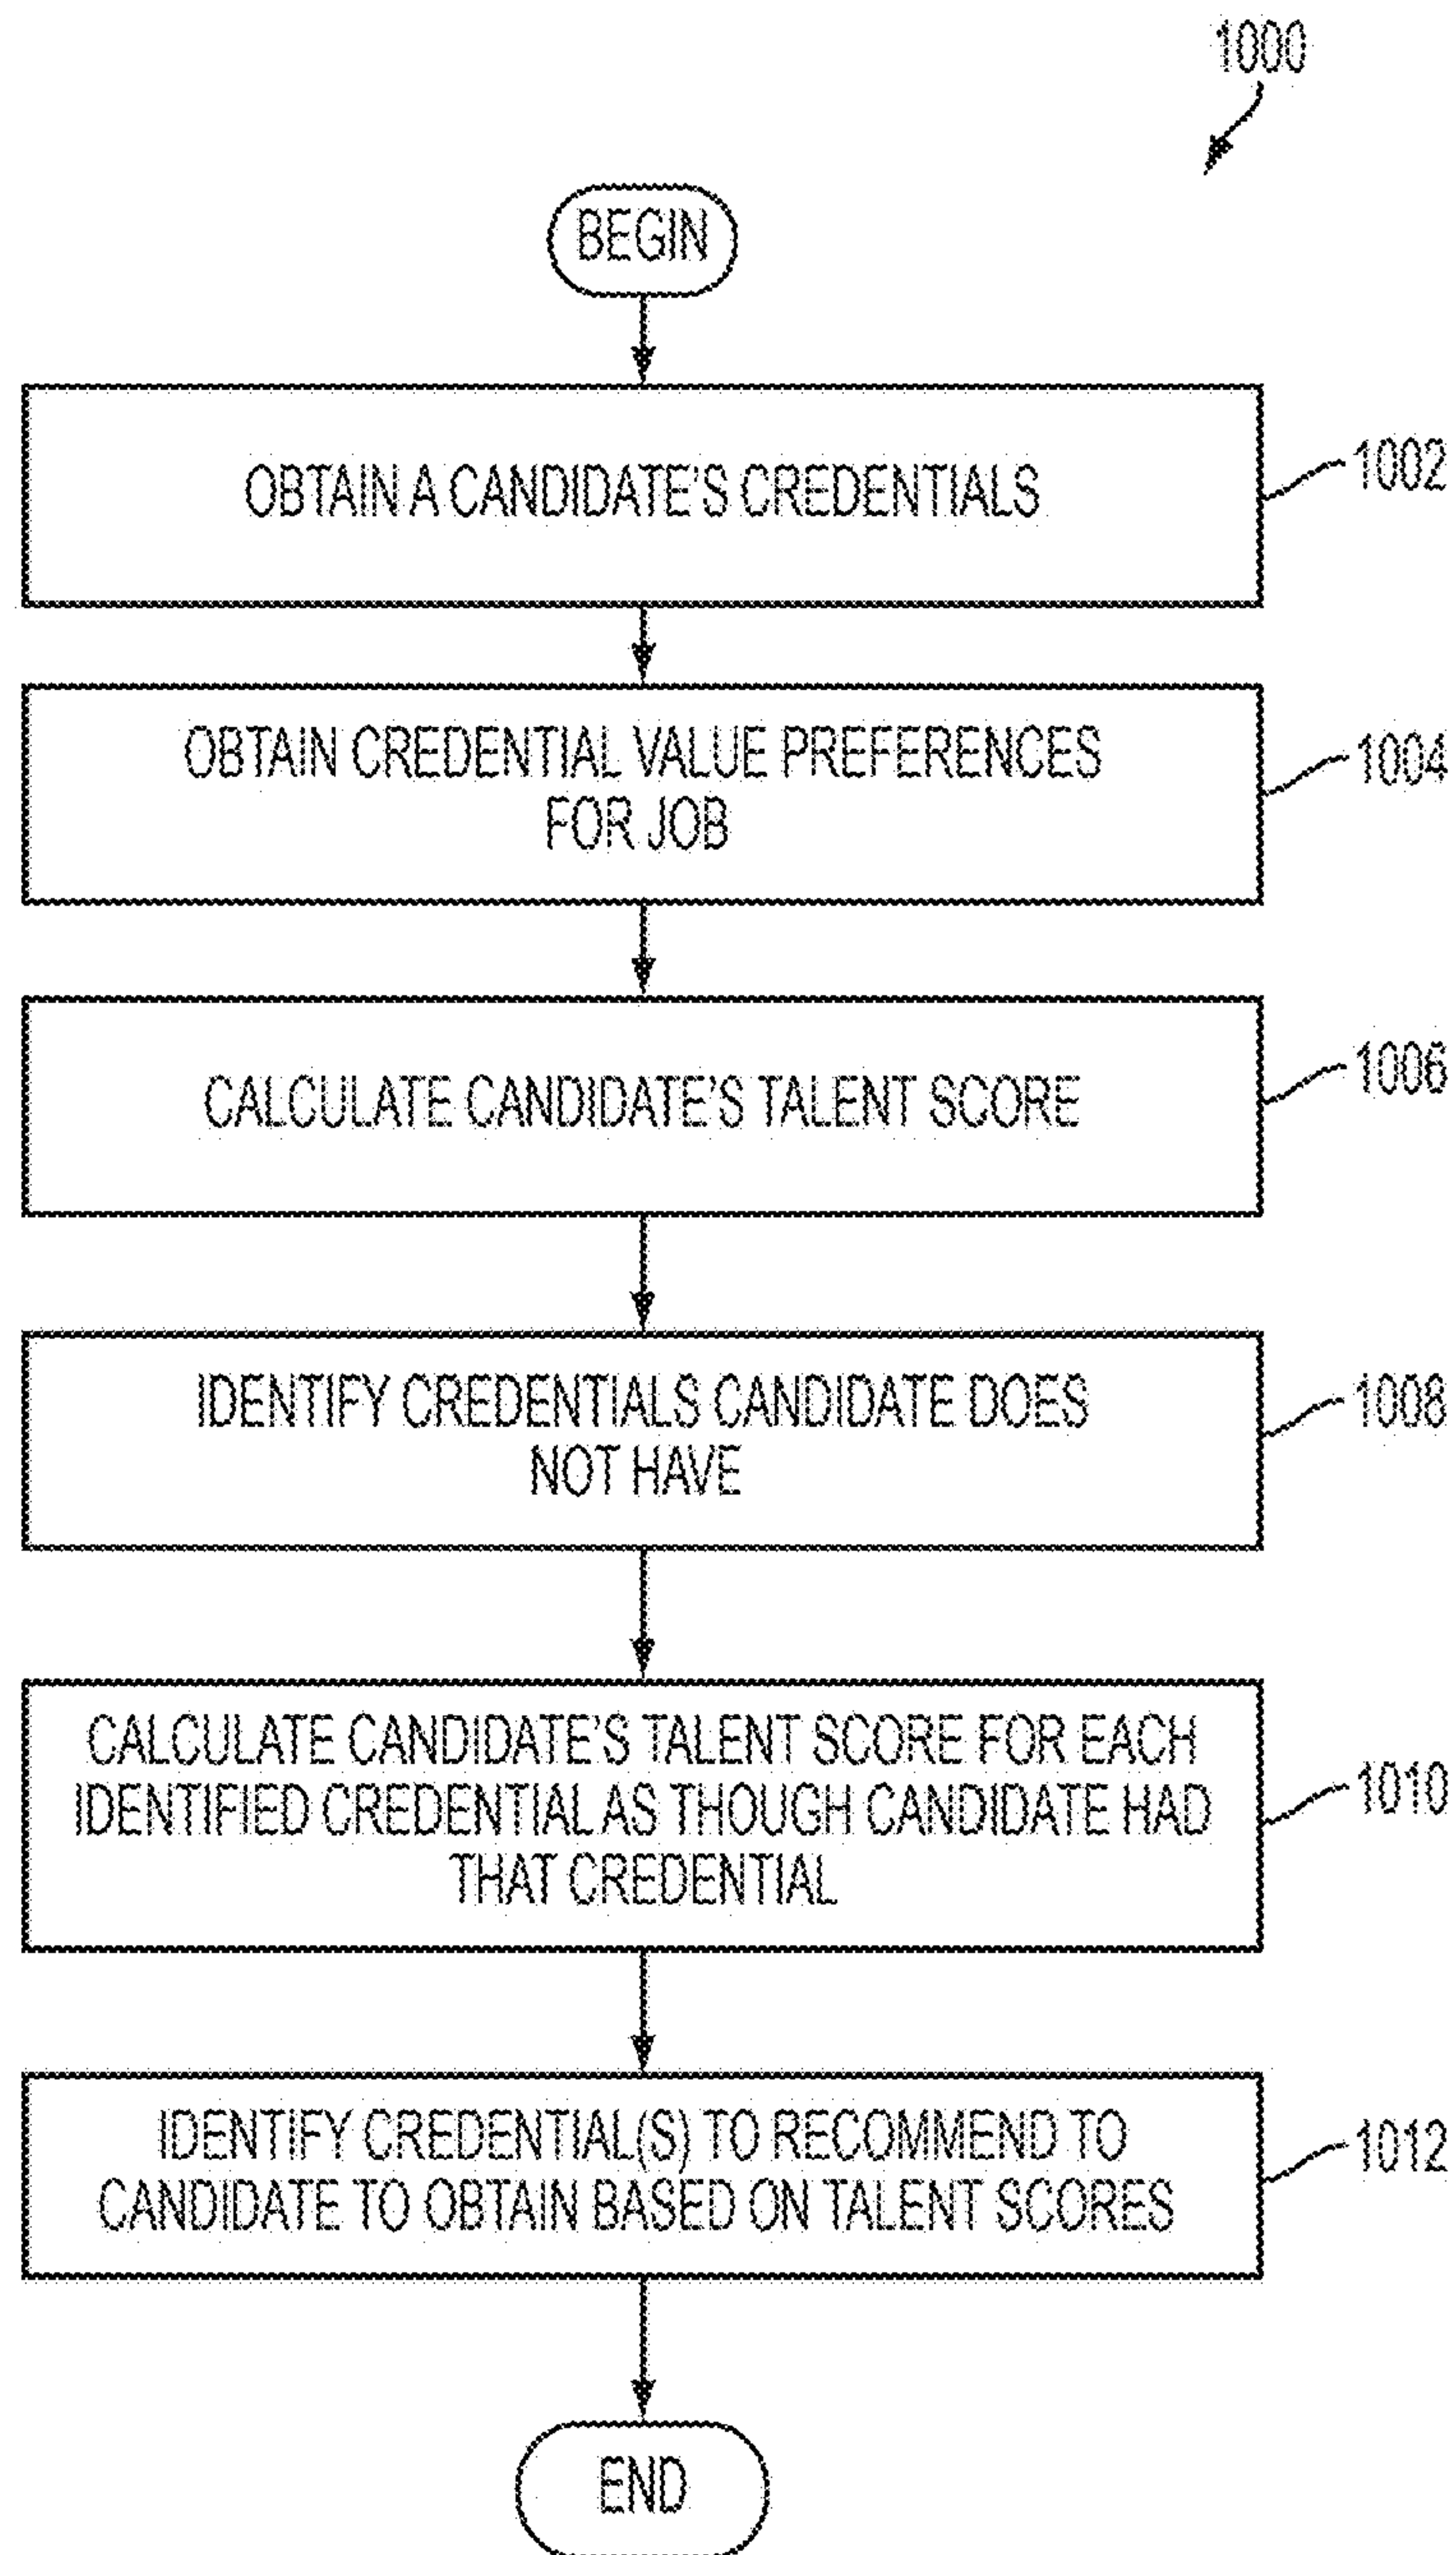 1000
BEGIN
OBTAIN A CANDIDATE'S CREDENTIALS
1002
OBTAIN CREDENTIAL VALUE PREFERENCES
FOR JOB
1004
CALCULATE CANDIDATE'S TALENT SCORE
1006
IDENTIFY CREDENTIALS CANDIDATE DOES
NOT HAVE
1008
CALCULATE CANDIDATE'S TALENT SCORE FOR EACH
IDENTIFIED CREDENTIAL AS THOUGH CANDIDATE HAD
THAT CREDENTIAL
1010
IDENTIFY CREDENTIAL(S) TO RECOMMEND TO
CANDIDATE TO OBTAIN BASED ON TALENT SCORES
1012
END